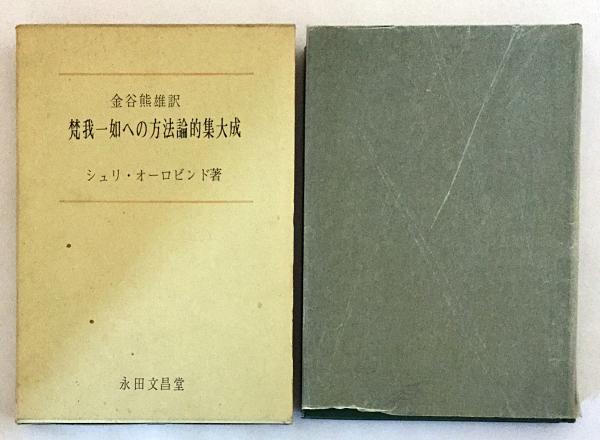 金谷熊雄訳
梵我一如への方法論的集大成
シュリ・オーロビンド著
永田文昌堂